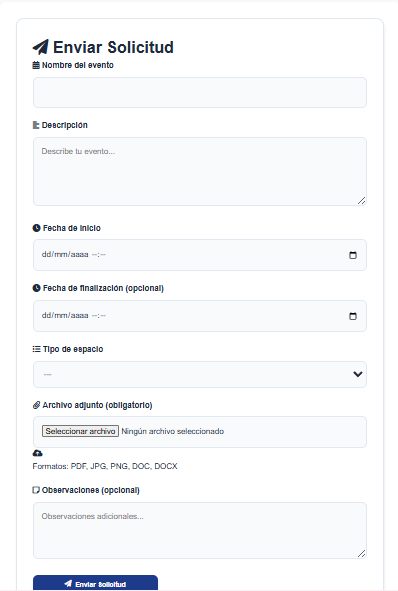 Enviar Solicitud
Nombre del evento
Descripción
Describe tu evento...
Fecha de inicio
dd/mm/aaaa --:--
Fecha de finalización (opcional)
dd/mm/aaaa --:--
Tipo de espacio
---
Archivo adjunto (obligatorio)
Seleccionar archivo Ningún archivo seleccionado
Formatos: PDF, JPG, PNG, DOC, DOCX
Observaciones (opcional)
Observaciones adicionales...
Enviar Solicitud